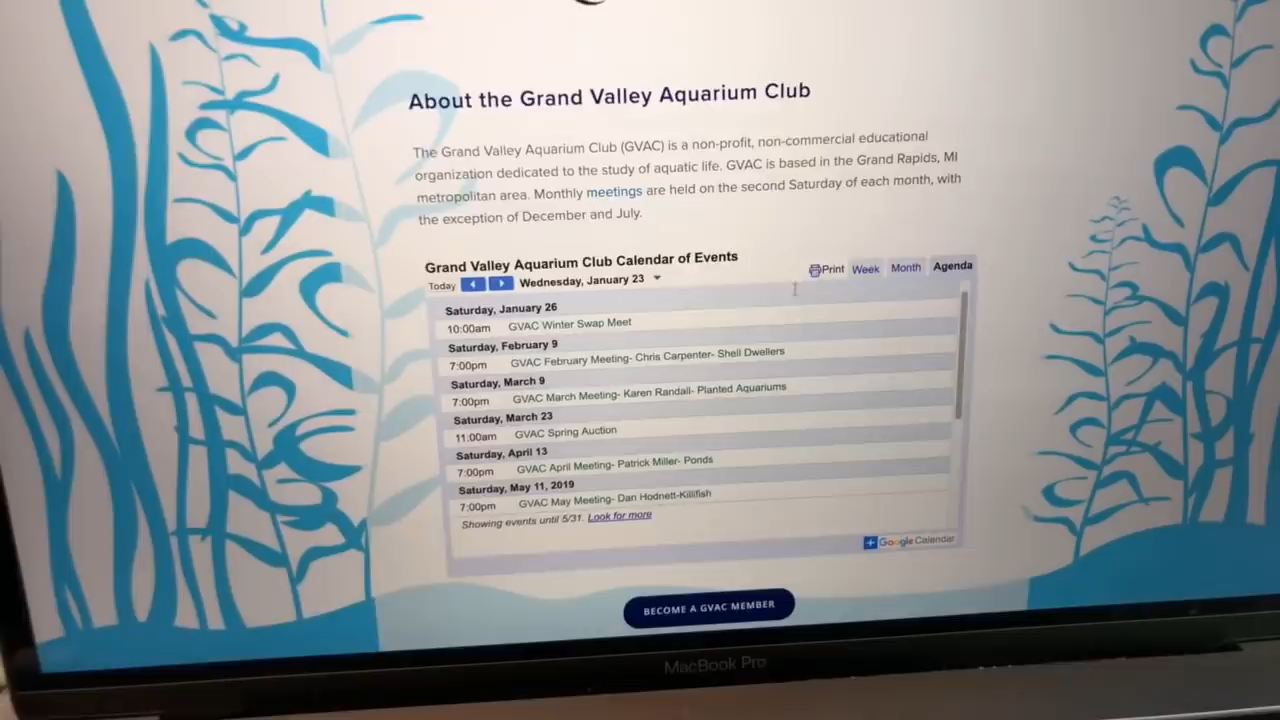 About the Grand Valley Aquarium Club
The Grand Valley Aquarium Club (GVAC) is a non-profit, non-commercial educational
organization dedicated to the study of aquatic life. GVAC is based in the Grand Rapids, MI
metropolitan area. Monthly meetings are held on the second Saturday of each month, with
the exception of December and July.
Grand Valley Aquarium Club Calendar of Events
Today Wednesday, January 23 Print Week Month Agenda
Saturday, January 26
10:00am GVAC Winter Swap Meet
Saturday, February 9
7:00pm GVAC February Meeting- Chris Carpenter- Shell Dwellers
Saturday, March 9
7:00pm GVAC March Meeting- Karen Randall- Planted Aquariums
Saturday, March 23
11:00am GVAC Spring Auction
Saturday, April 13
7:00pm GVAC April Meeting- Patrick Miller- Ponds
Saturday, May 11, 2019
7:00pm GVAC May Meeting- Dan Hodnett-Killifish
Showing events until 5/31. Look for more
Google Calendar
BECOME A GVAC MEMBER
MacBook Pro